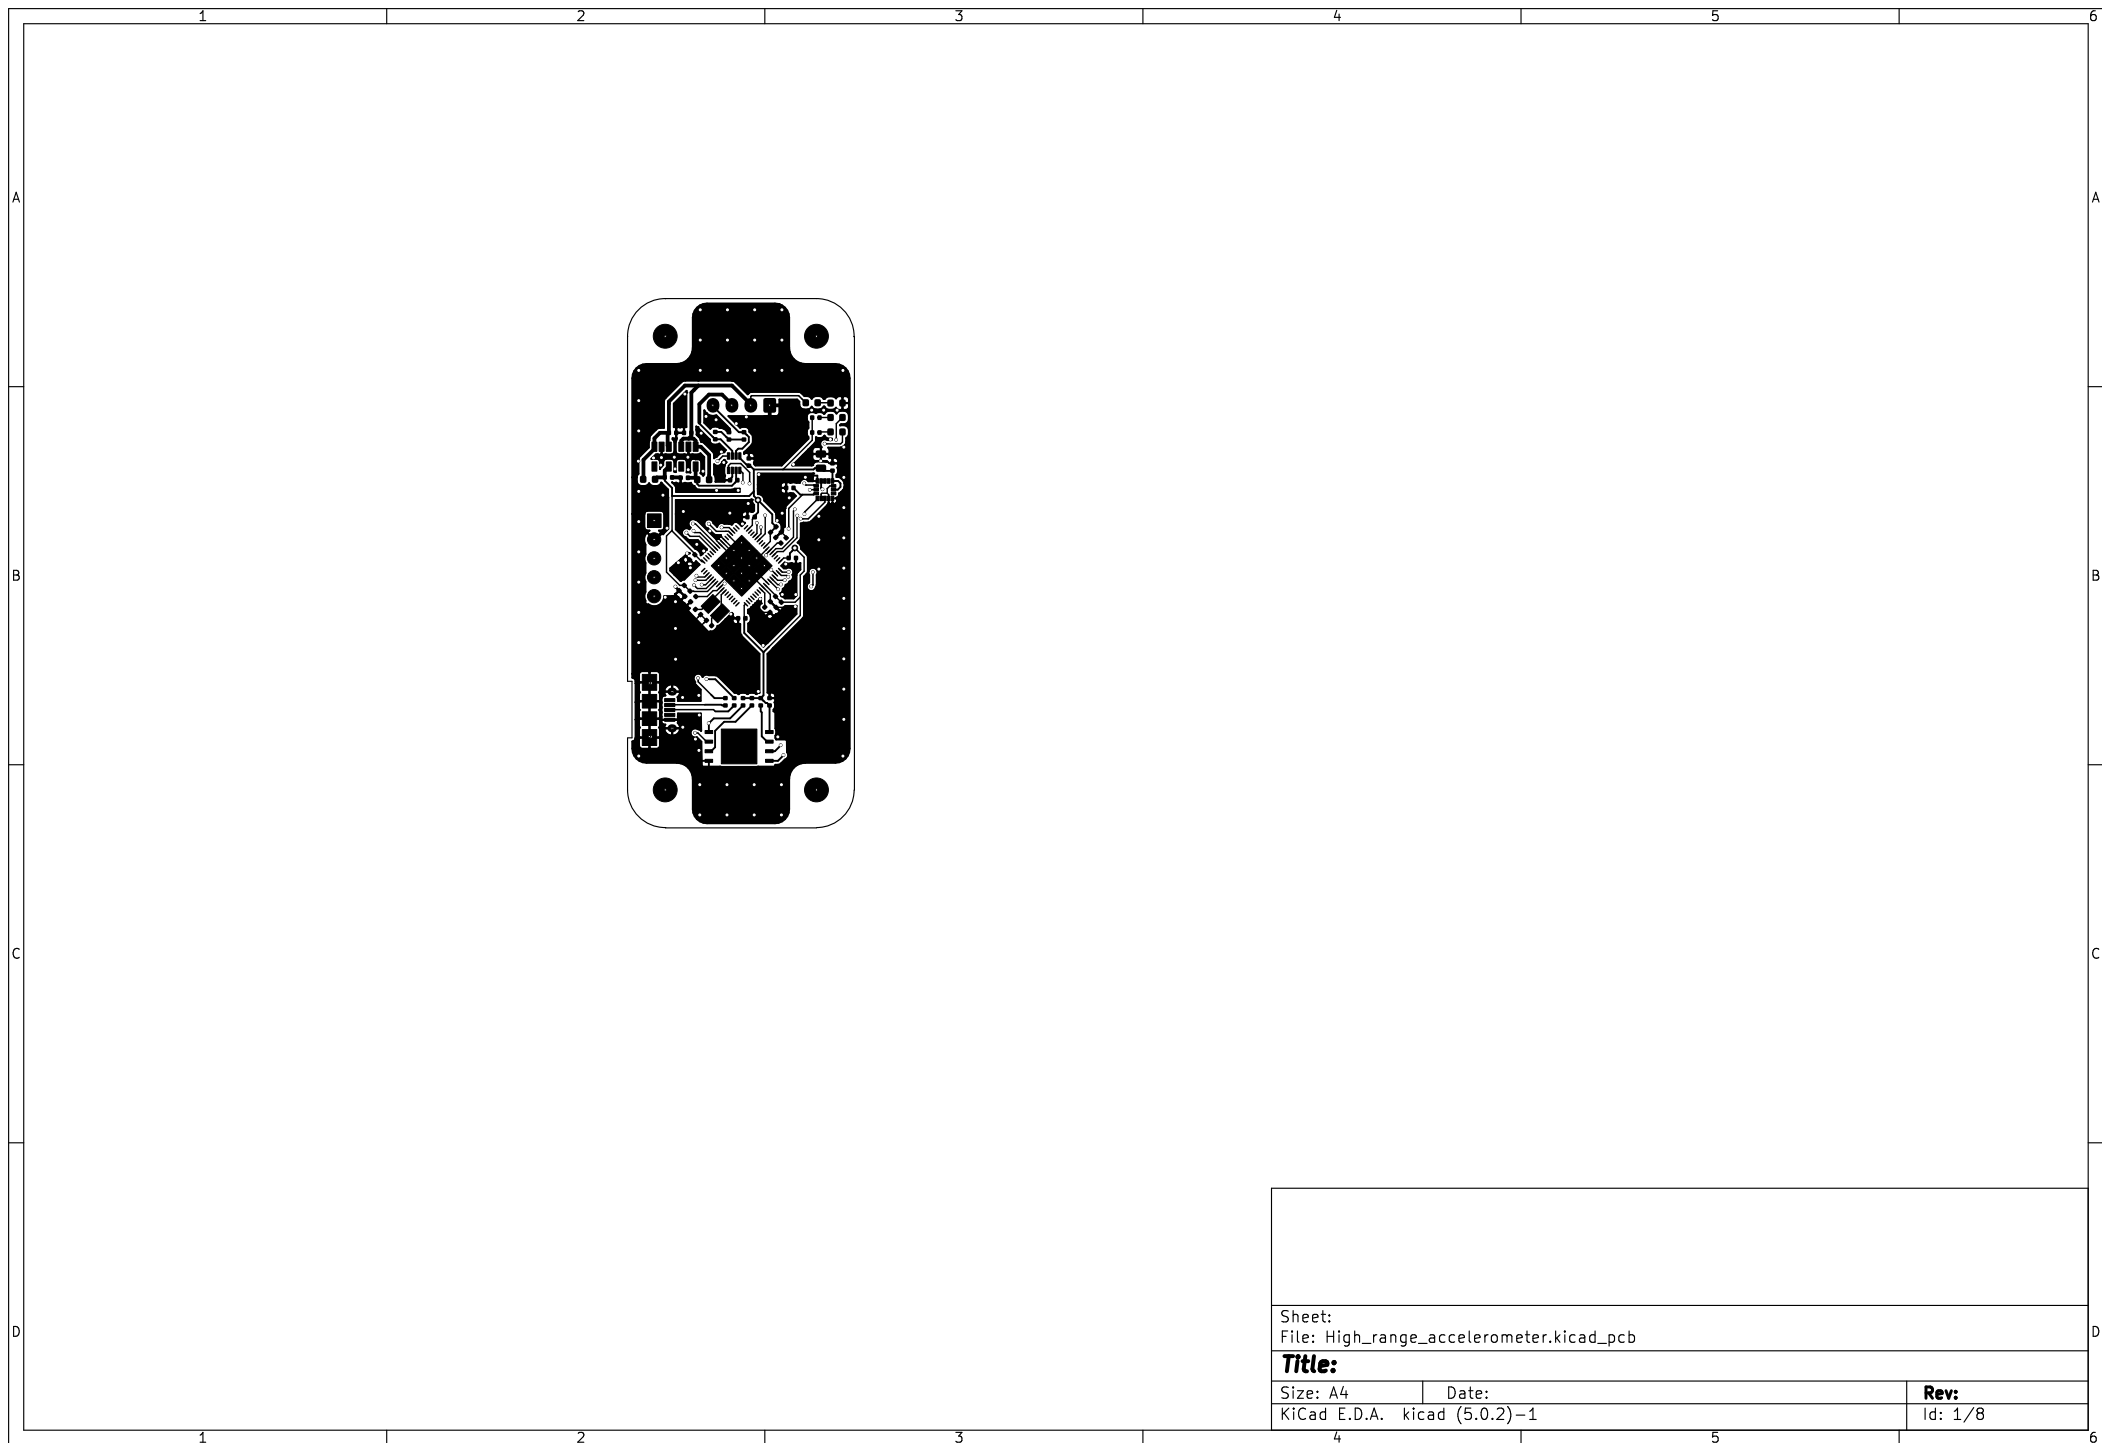 1 2 3 4 5 6
A A
B B
C C
Sheet:
File: High_range_accelerometer.kicad_pcb
D D
Title:
Size: A4 Date: Rev:
KiCad E.D.A. kicad (5.0.2)-1 Id: 1/8
1 2 3 4 5 6